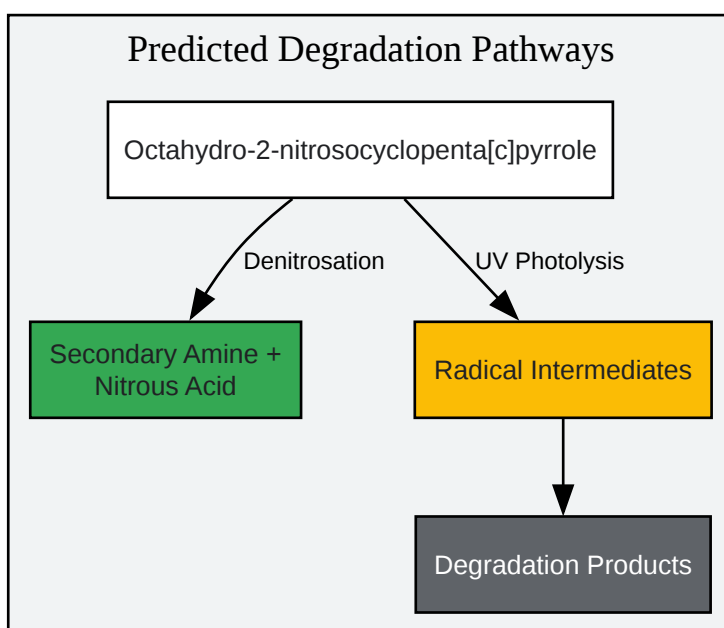 Predicted Degradation Pathways
Octahydro-2-nitrosocyclopenta[c]pyrrole
Denitrosation
UV Photolysis
Secondary Amine +
Nitrous Acid
Radical Intermediates
Degradation Products